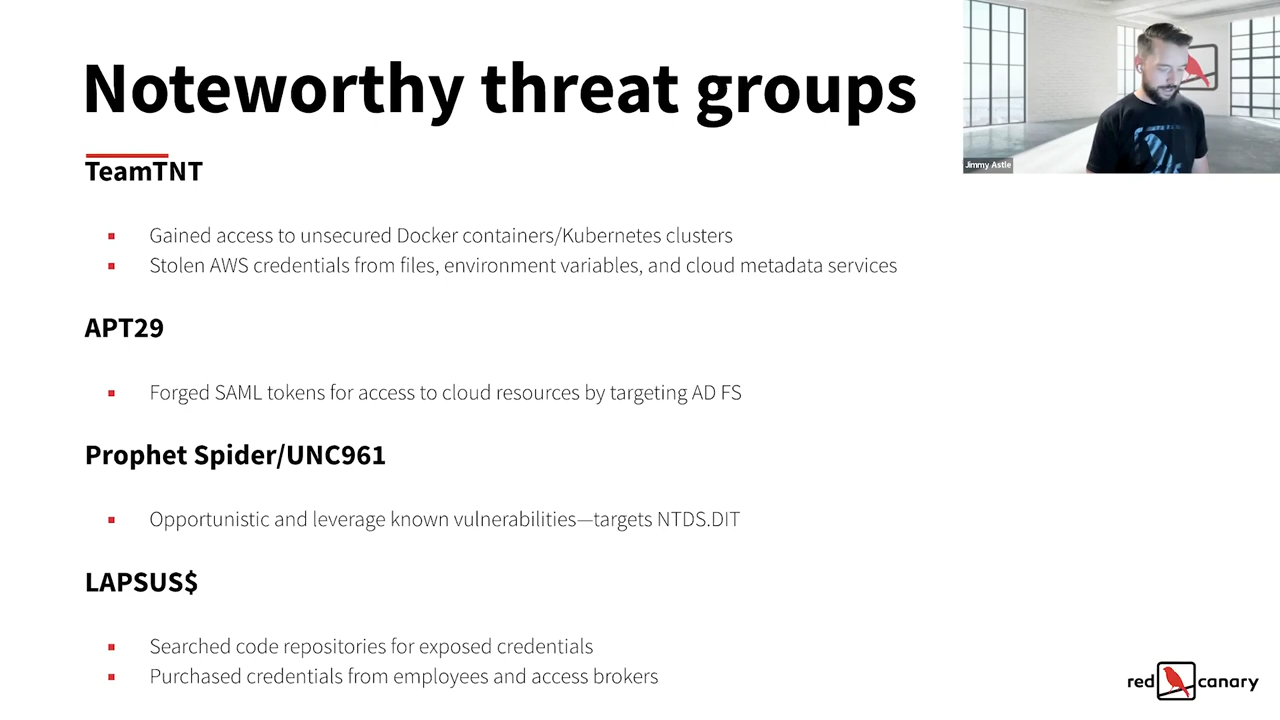 Noteworthy threat groups
Jimmy Astle
TeamTNT
Gained access to unsecured Docker containers/Kubernetes clusters
Stolen AWS credentials from files, environment variables, and cloud metadata services
APT29
Forged SAML tokens for access to cloud resources by targeting AD FS
Prophet Spider/UNC961
Opportunistic and leverage known vulnerabilities—targets NTDS.DIT
LAPSUS$
Searched code repositories for exposed credentials
Purchased credentials from employees and access brokers
red canary